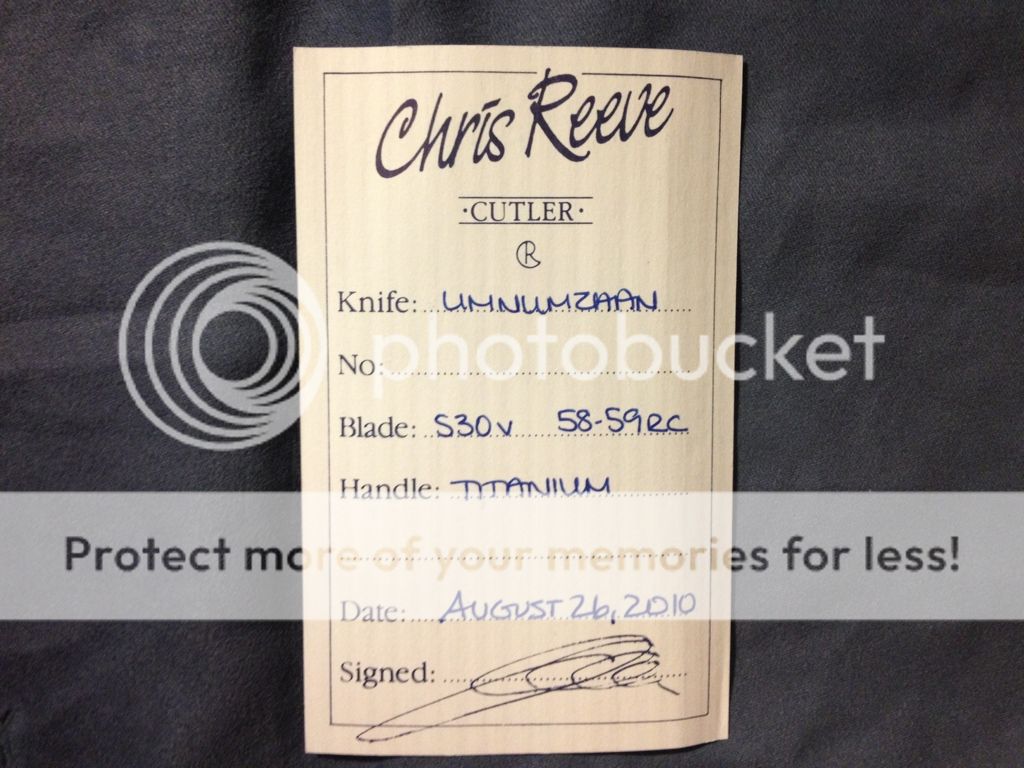 Chris Reeve
·CUTLER·
Knife: UMNUMZAAN
No:
photobucket
Blade: S30V 58-59RC
Handle: TITANIUM
Protect more of your memories for less!
Date: AUGUST 26, 2010
Signed: